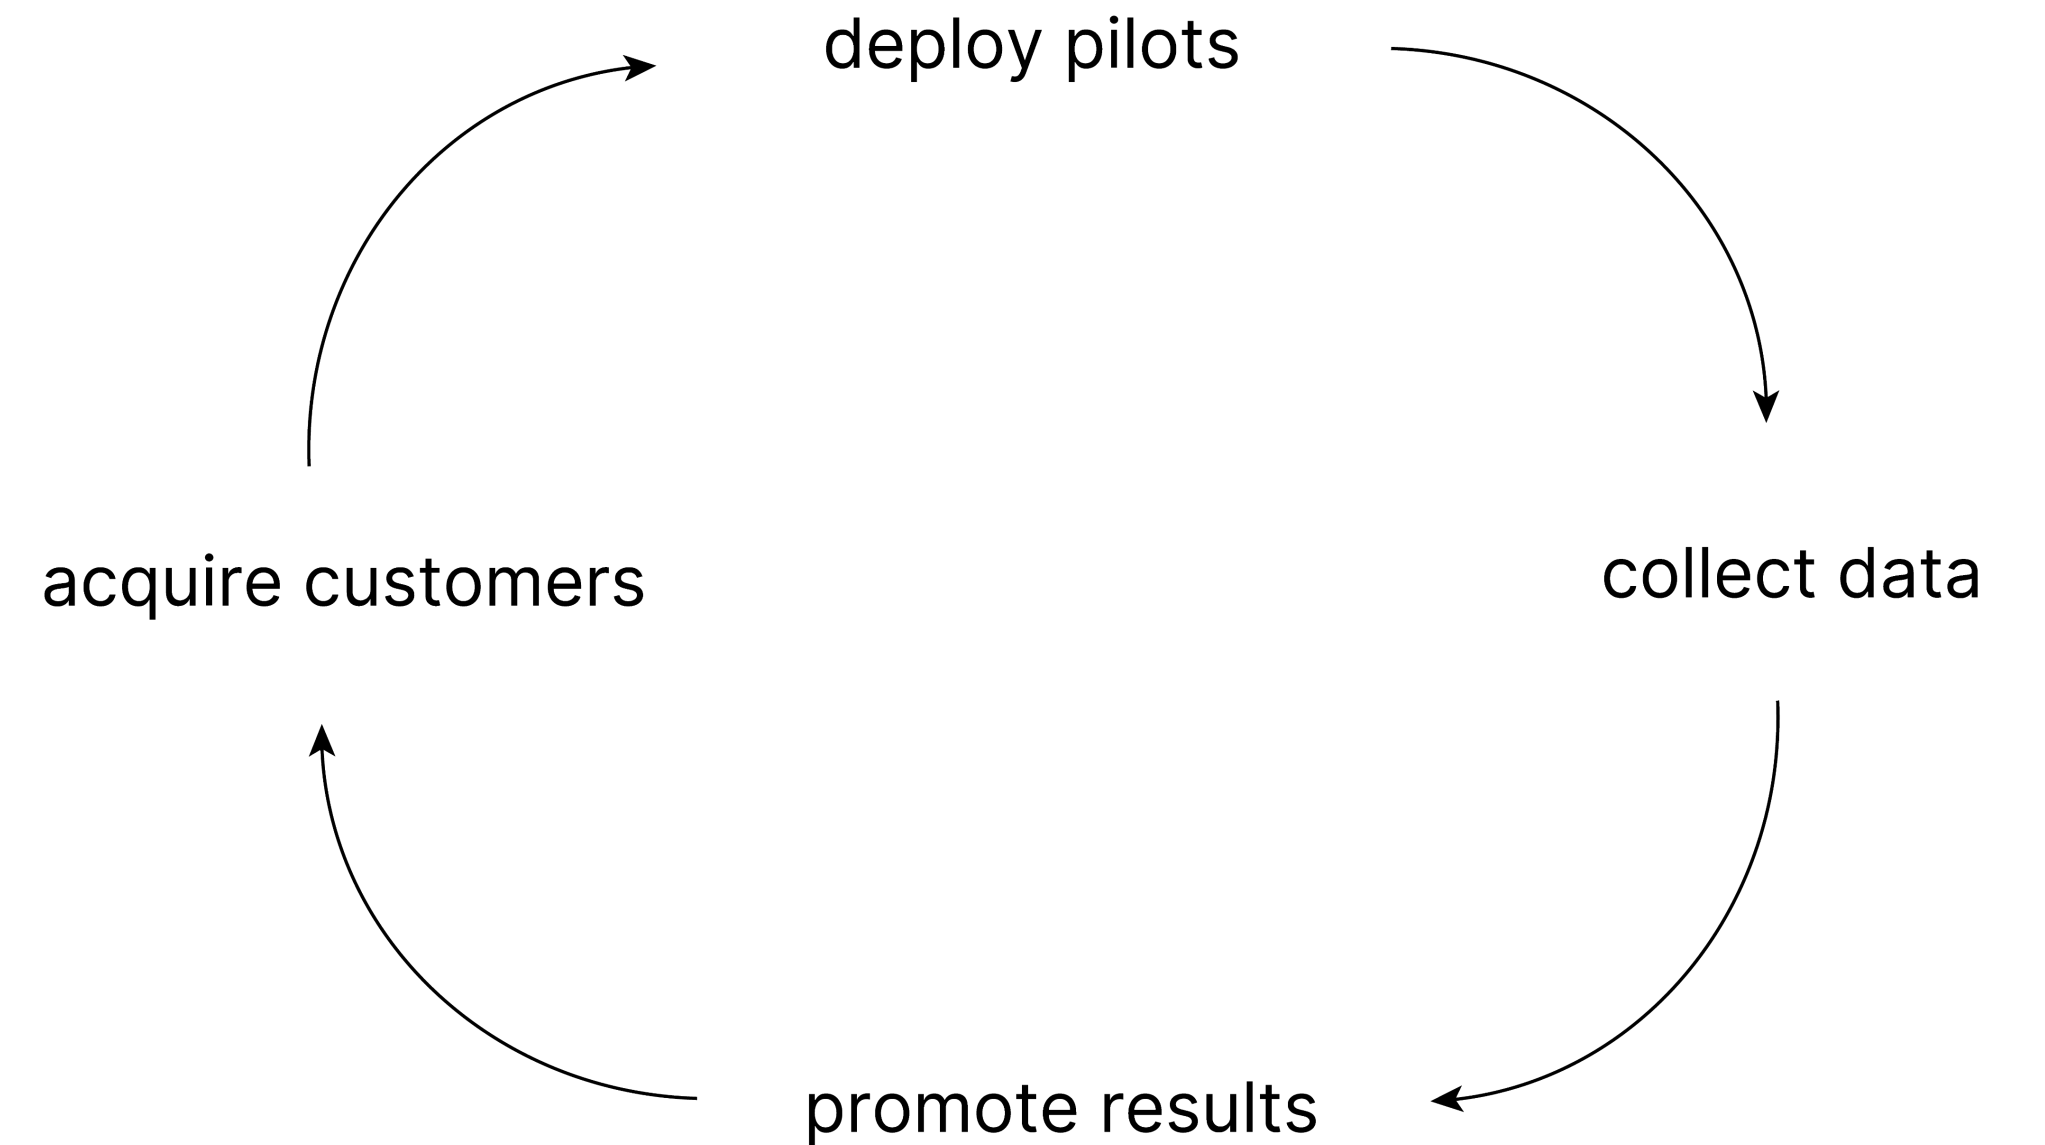 deploy pilots
acquire customers
collect data
promote results